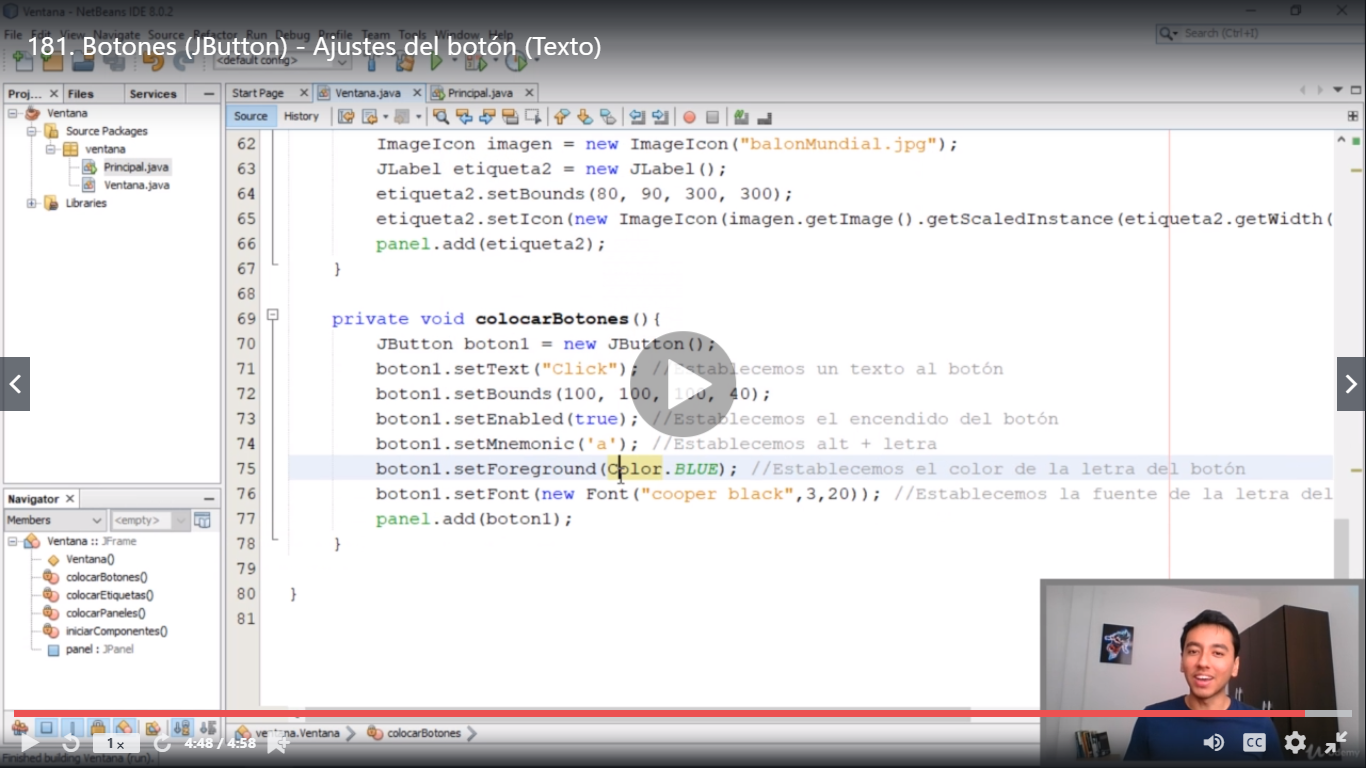 Ventana - NetBeans IDE 8.0.2
File Edit View Navigate Source Refactor Run Debug Profile Team Tools Window Help
Search (Ctrl+I)
181. Botones (JButton) - Ajustes del botón (Texto)
<default config>
Proj... Files Services
Start Page Ventana.java Principal.java
Source History
Ventana
Source Packages
ventana
Principal.java
Ventana.java
Libraries
62 ImageIcon imagen = new ImageIcon("balonMundial.jpg");
63 JLabel etiqueta2 = new JLabel();
64 etiqueta2.setBounds(80, 90, 300, 300);
65 etiqueta2.setIcon(new ImageIcon(imagen.getImage().getScaledInstance(etiqueta2.getWidth(
66 panel.add(etiqueta2);
67 }
68
69 private void colocarBotones(){
70 JButton boton1 = new JButton();
71 boton1.setText("Click"); //Establecemos un texto al botón
72 boton1.setBounds(100, 100, 100, 40);
73 boton1.setEnabled(true); //Establecemos el encendido del botón
74 boton1.setMnemonic('a'); //Establecemos alt + letra
75 boton1.setForeground(Color.BLUE); //Establecemos el color de la letra del botón
76 boton1.setFont(new Font("cooper black",3,20)); //Establecemos la fuente de la letra del
77 panel.add(boton1);
78 }
79
80 }
81
Navigator
Members <empty>
Ventana :: JFrame
Ventana()
colocarBotones()
colocarEtiquetas()
colocarPaneles()
iniciarComponentes()
panel : JPanel
ventana.Ventana colocarBotones
1x 4:48 / 4:58 CC
Finished building Ventana (run).